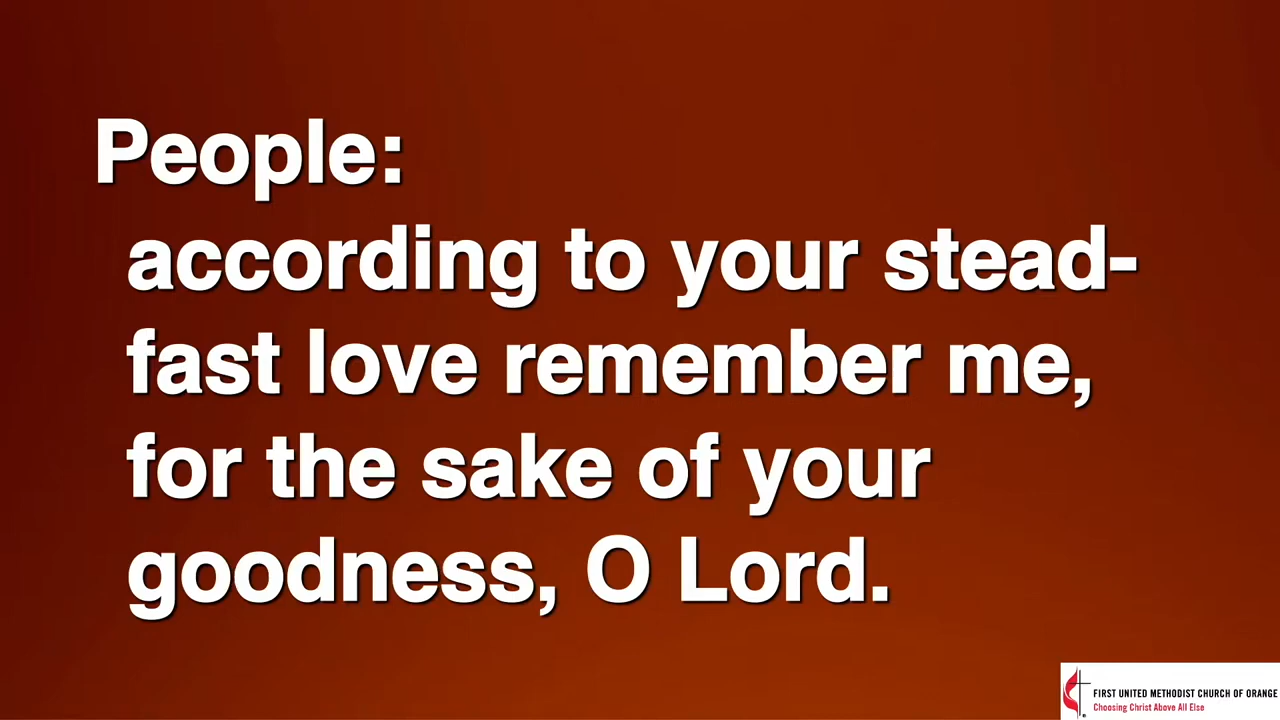 People:
according to your stead-
fast love remember me,
for the sake of your
goodness, O Lord.
FIRST UNITED METHODIST CHURCH OF ORANGE
Choosing Christ Above All Else